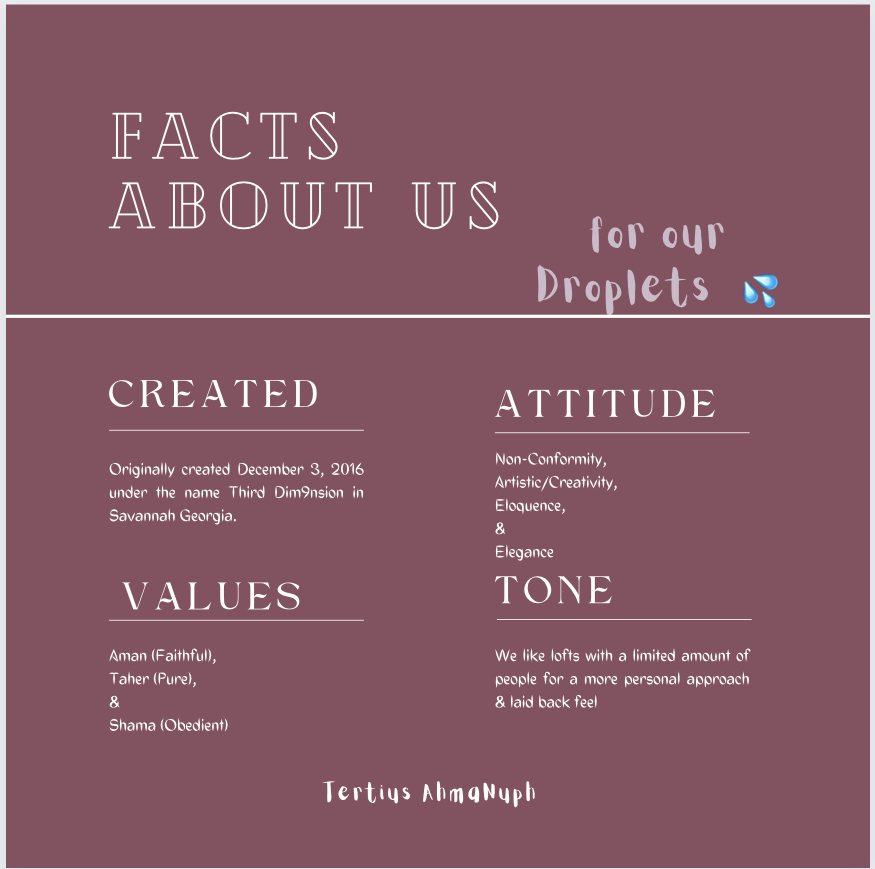 FACTS
ABOUT US
for our
Droplets 💦
CREATED
Originally created December 3, 2016
under the name Third Dim9nsion in
Savannah Georgia.
ATTITUDE
Non-Conformity,
Artistic/Creativity,
Eloquence,
&
Elegance
VALUES
Aman (Faithful),
Taher (Pure),
&
Shama (Obedient)
TONE
We like lofts with a limited amount of
people for a more personal approach
& laid back feel
Tertius AhmaNuph